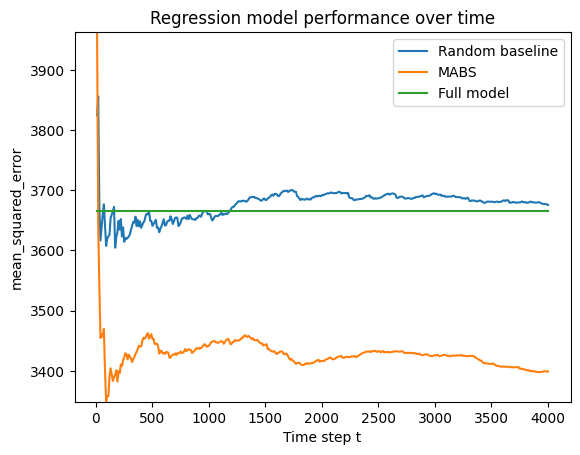 Regression model performance over time
Random baseline
MABS
Full model
mean_squared_error
3900
3800
3700
3600
3500
3400
0
500
1000
1500
2000
2500
3000
3500
4000
Time step t